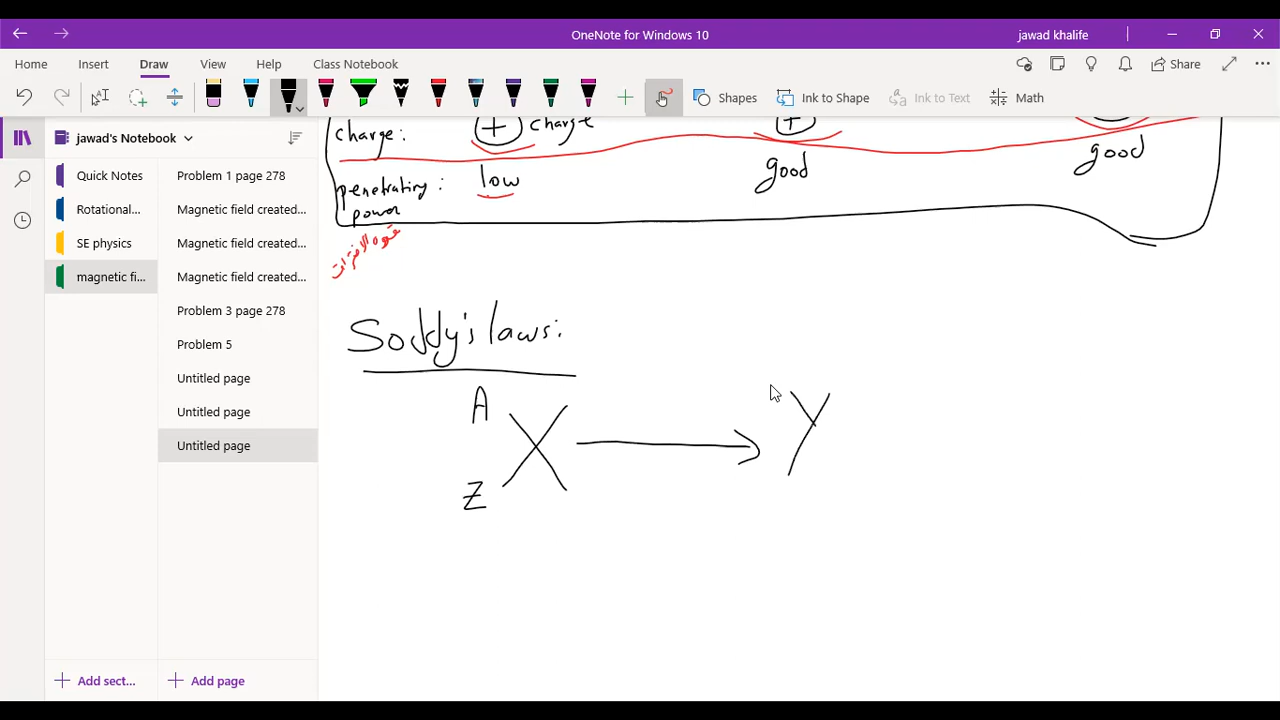 OneNote for Windows 10
jawad khalife
Home Insert Draw View Help Class Notebook
Share
Shapes Ink to Shape Ink to Text Math
jawad's Notebook
Quick Notes
Rotational...
SE physics
magnetic fi...
Problem 1 page 278
Magnetic field created...
Magnetic field created...
Magnetic field created...
Problem 3 page 278
Problem 5
Untitled page
Untitled page
Untitled page
Add sect...
Add page
charge: + charge +
penetrating power : low good good
Soddy's laws:
A
X → Y
Z